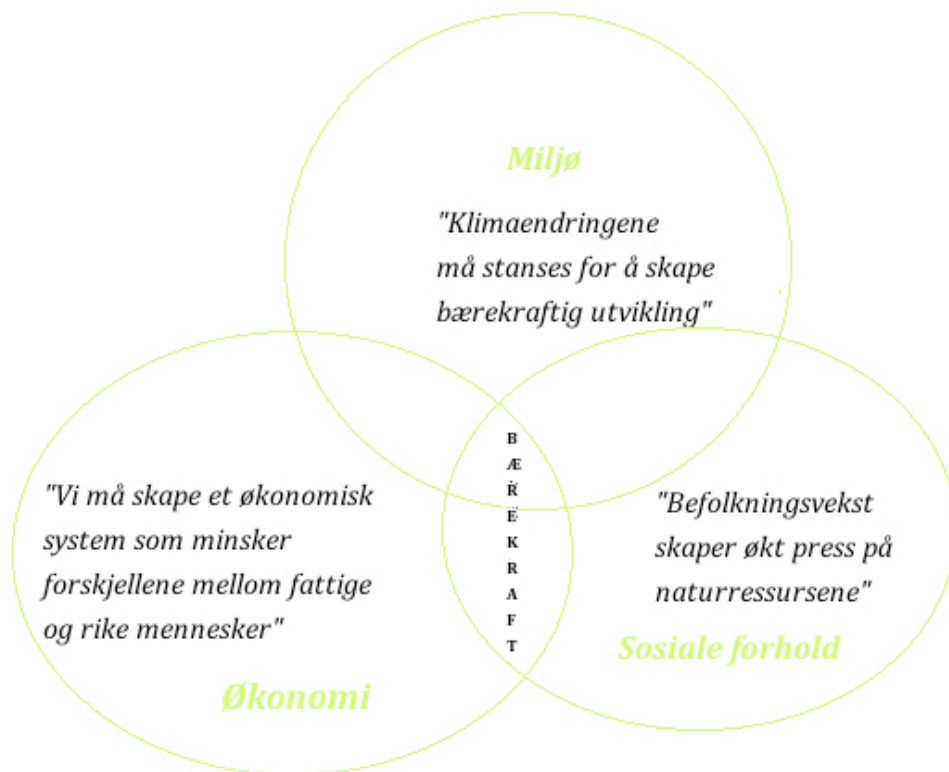 Miljø
"Klimaendringene
må stanses for å skape
bærekraftig utvikling"
BÆREKRAFT
"Vi må skape et økonomisk
system som minsker
forskjellene mellom fattige
og rike mennesker"
Økonomi
"Befolkningsvekst
skaper økt press på
naturressursene"
Sosiale forhold